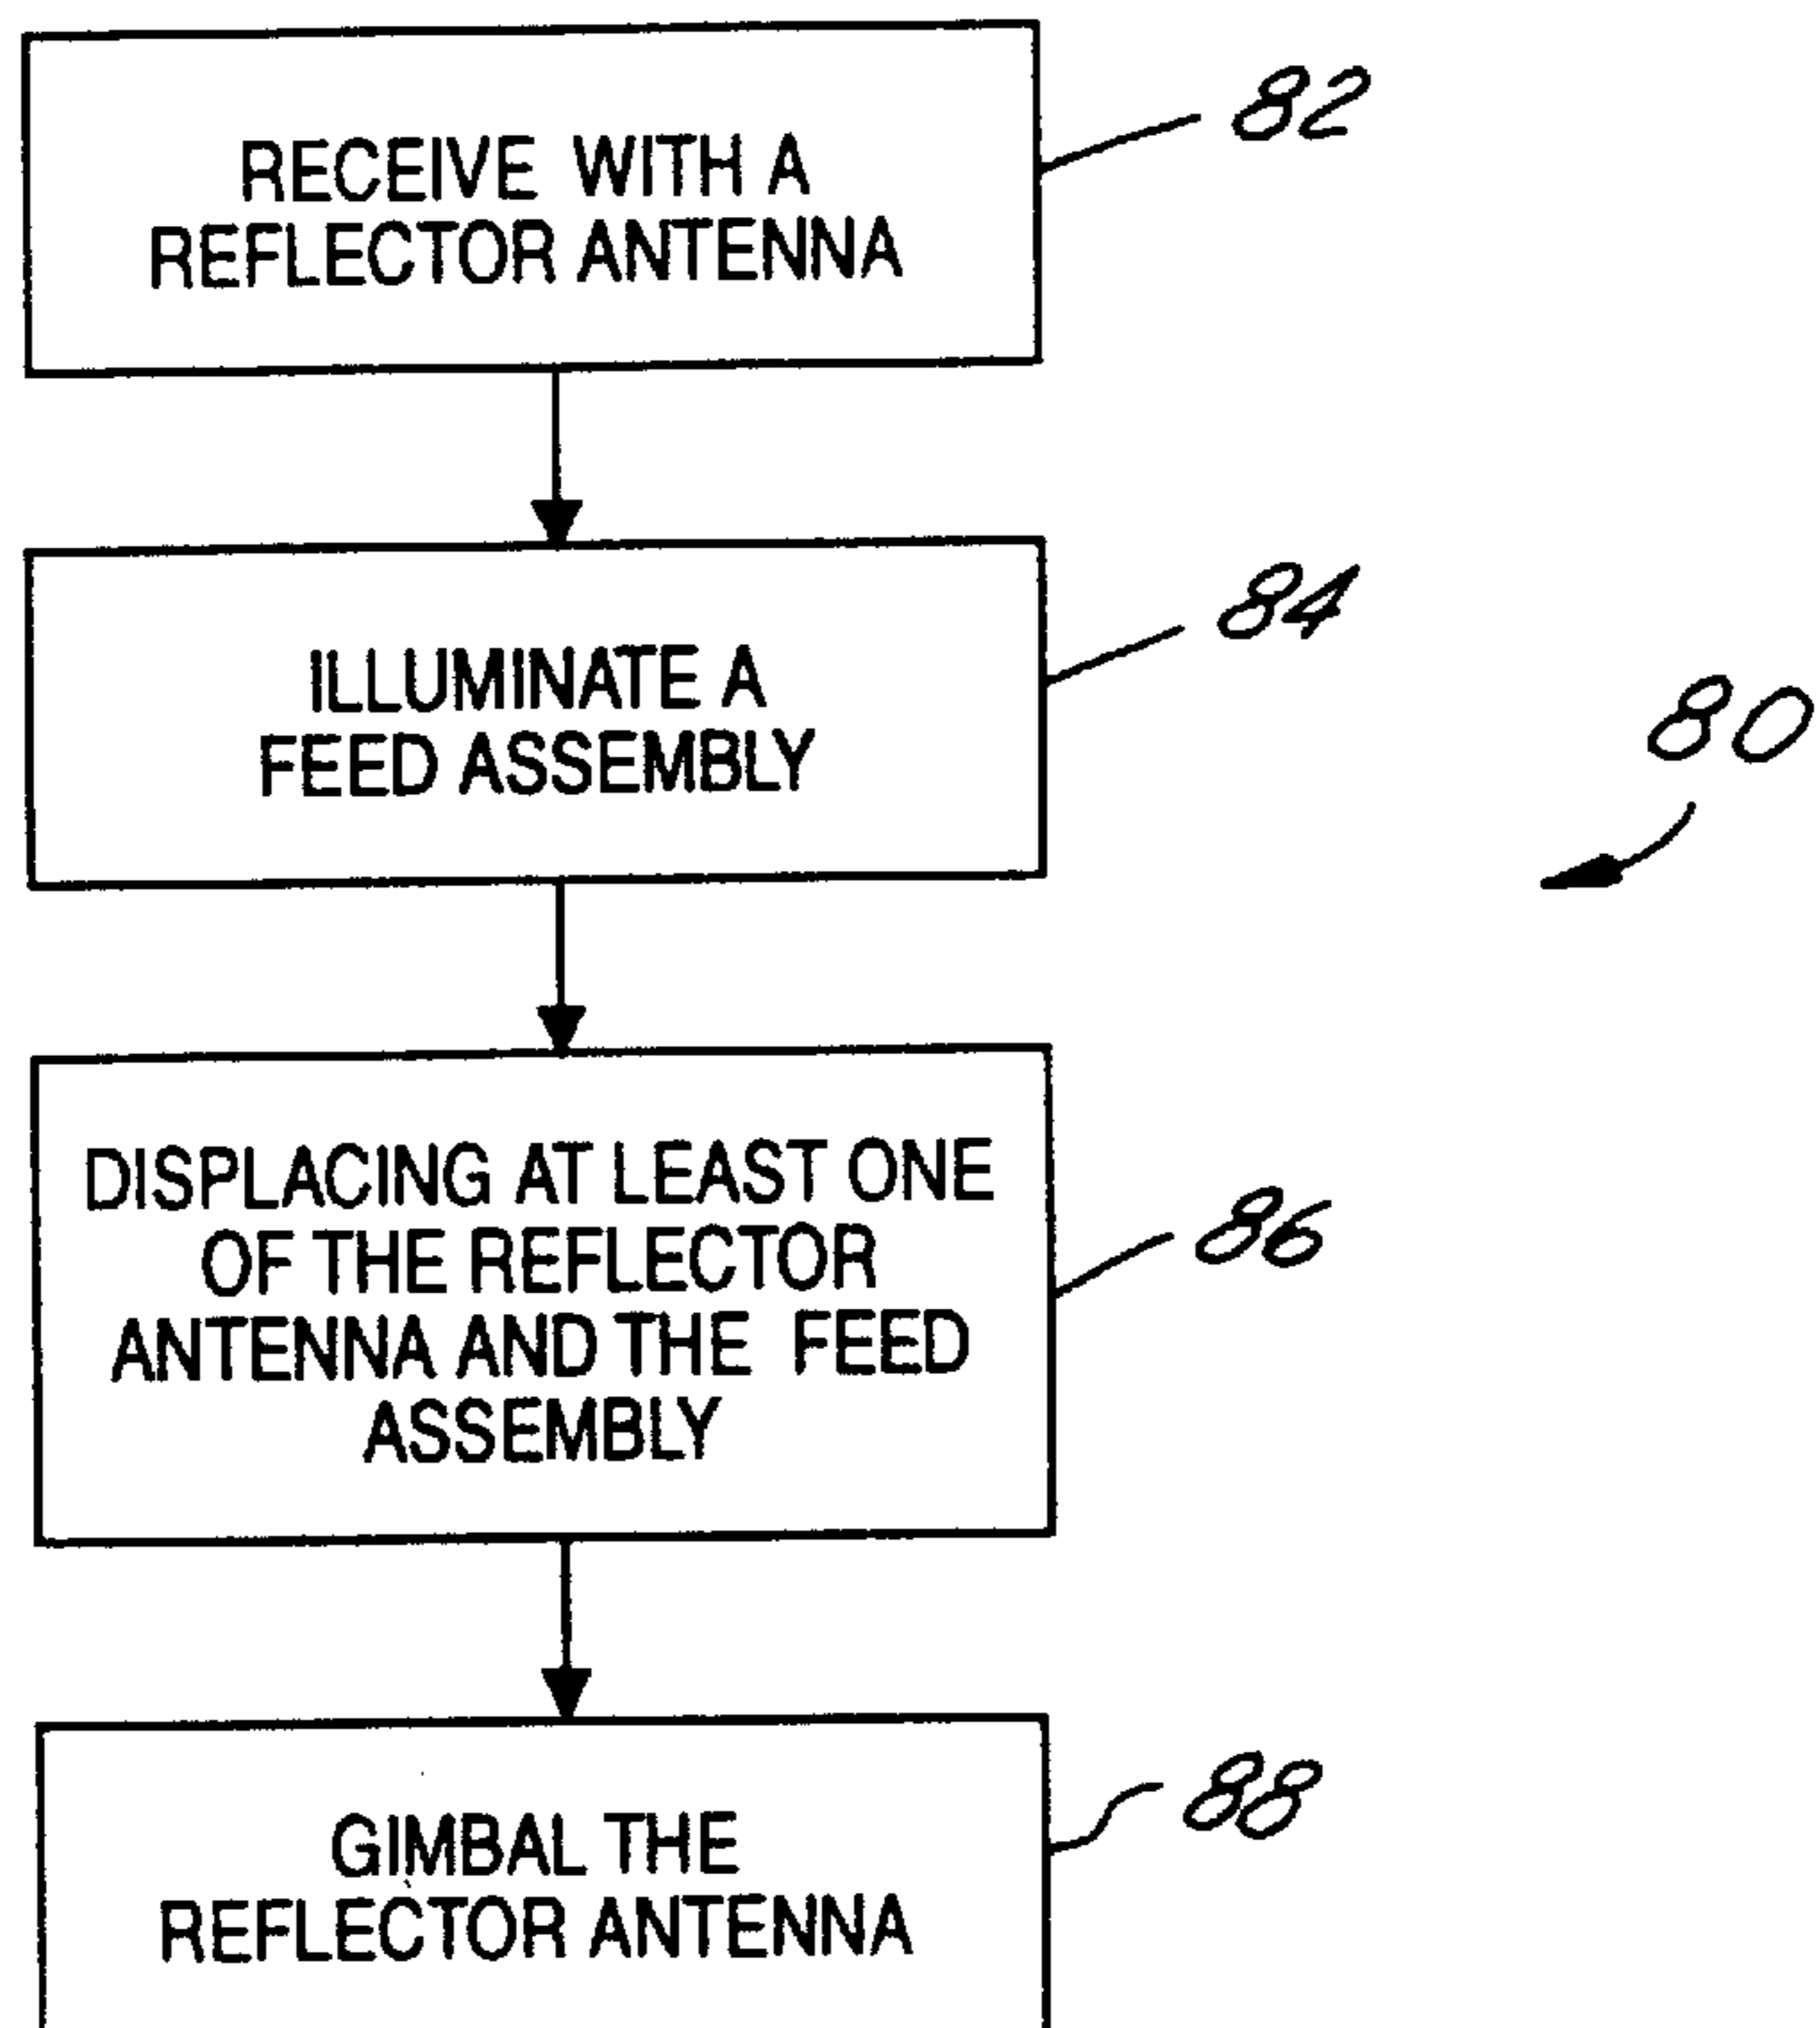 RECEIVE WITH A
REFLECTOR ANTENNA
82
ILLUMINATE A
FEED ASSEMBLY
84
80
DISPLACING AT LEAST ONE
OF THE REFLECTOR
ANTENNA AND THE FEED
ASSEMBLY
86
GIMBAL THE
REFLECTOR ANTENNA
88